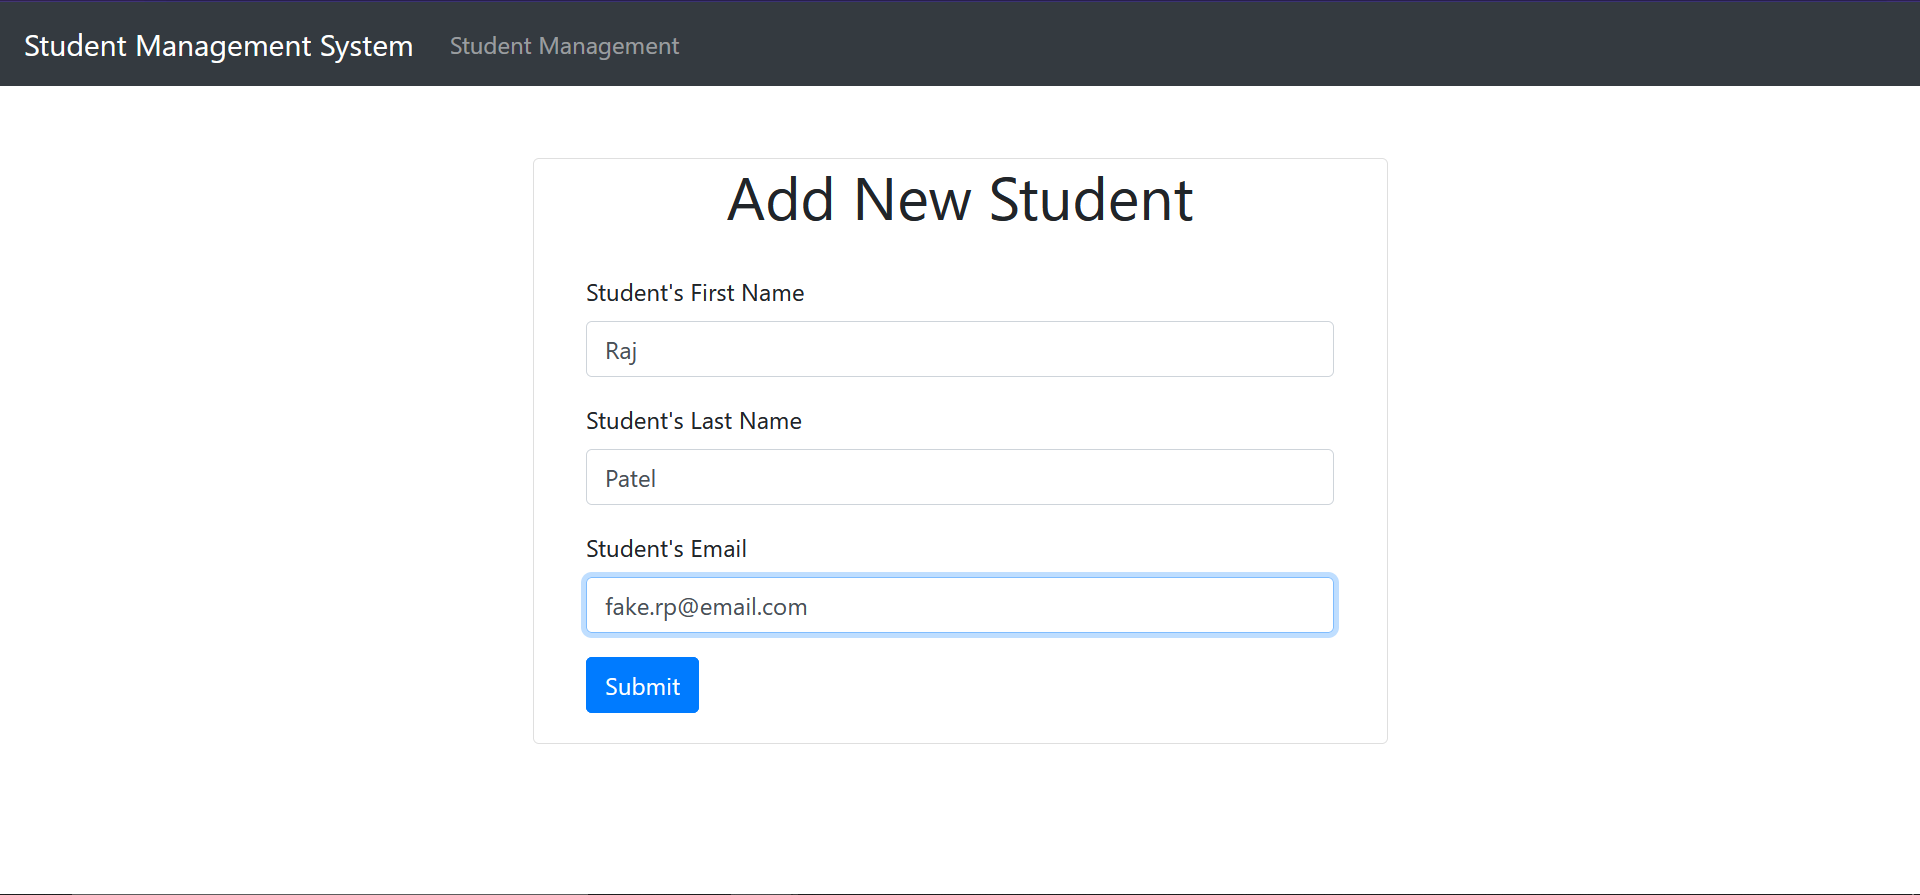 Student Management System Student Management
Add New Student
Student's First Name
Raj
Student's Last Name
Patel
Student's Email
fake.rp@email.com
Submit